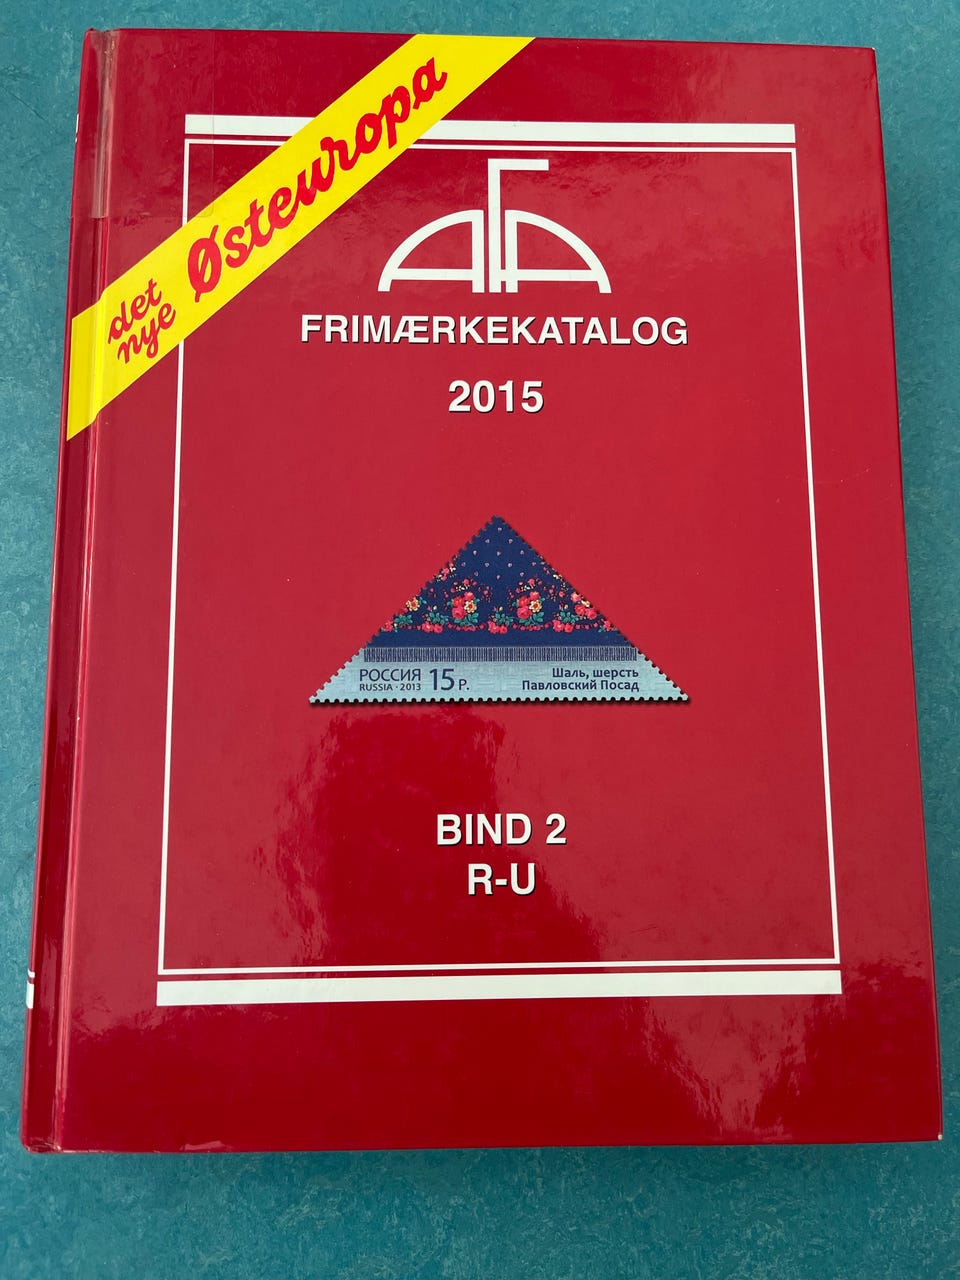 det
nye
Østeuropa
AFA
FRIMÆRKEKATALOG
2015
РОССИЯ
RUSSIA · 2013
15 Р.
Шаль, шерсть
Павловский Посад
BIND 2
R-U